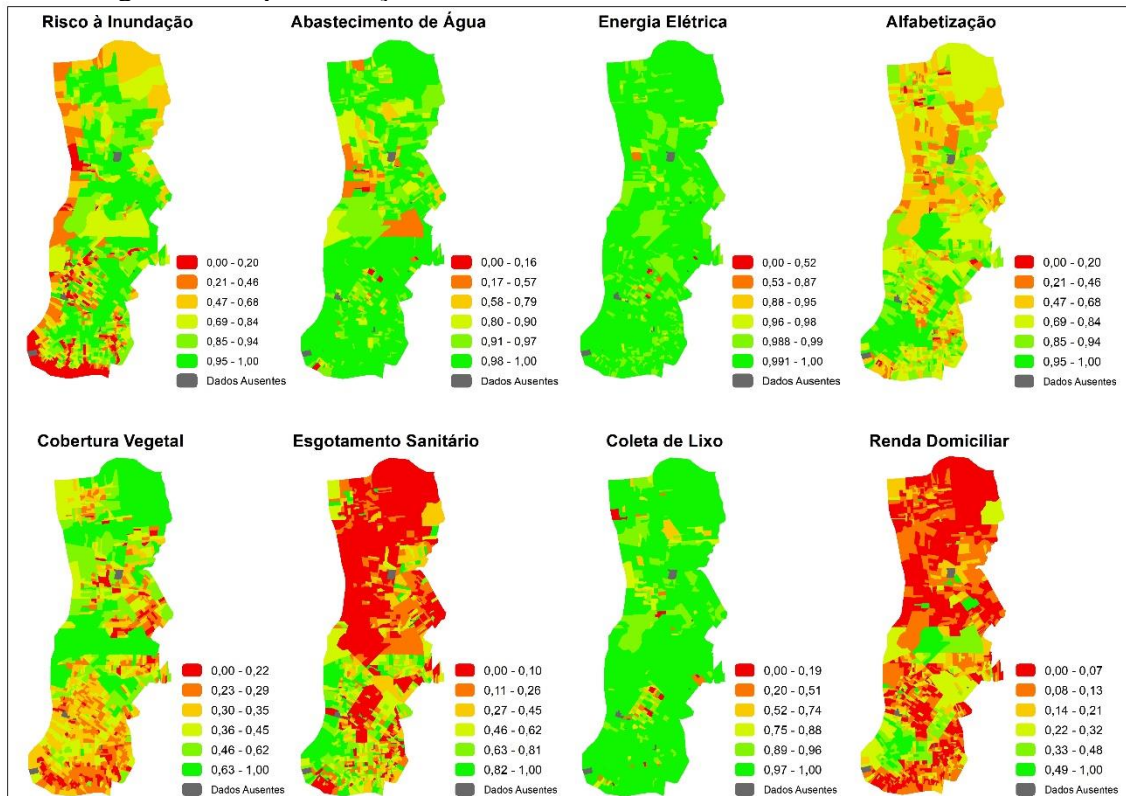 Risco à Inundação
Abastecimento de Água
Energia Elétrica
Alfabetização
0,00 - 0,20
0,21 - 0,46
0,47 - 0,68
0,69 - 0,84
0,85 - 0,94
0,95 - 1,00
Dados Ausentes
0,00 - 0,16
0,17 - 0,57
0,58 - 0,79
0,80 - 0,90
0,91 - 0,97
0,98 - 1,00
Dados Ausentes
0,00 - 0,52
0,53 - 0,87
0,88 - 0,95
0,96 - 0,98
0,988 - 0,99
0,991 - 1,00
Dados Ausentes
0,00 - 0,20
0,21 - 0,46
0,47 - 0,68
0,69 - 0,84
0,85 - 0,94
0,95 - 1,00
Dados Ausentes
Cobertura Vegetal
Esgotamento Sanitário
Coleta de Lixo
Renda Domiciliar
0,00 - 0,22
0,23 - 0,29
0,30 - 0,35
0,36 - 0,45
0,46 - 0,62
0,63 - 1,00
Dados Ausentes
0,00 - 0,10
0,11 - 0,26
0,27 - 0,45
0,46 - 0,62
0,63 - 0,81
0,82 - 1,00
Dados Ausentes
0,00 - 0,19
0,20 - 0,51
0,52 - 0,74
0,75 - 0,88
0,89 - 0,96
0,97 - 1,00
Dados Ausentes
0,00 - 0,07
0,08 - 0,13
0,14 - 0,21
0,22 - 0,32
0,33 - 0,48
0,49 - 1,00
Dados Ausentes